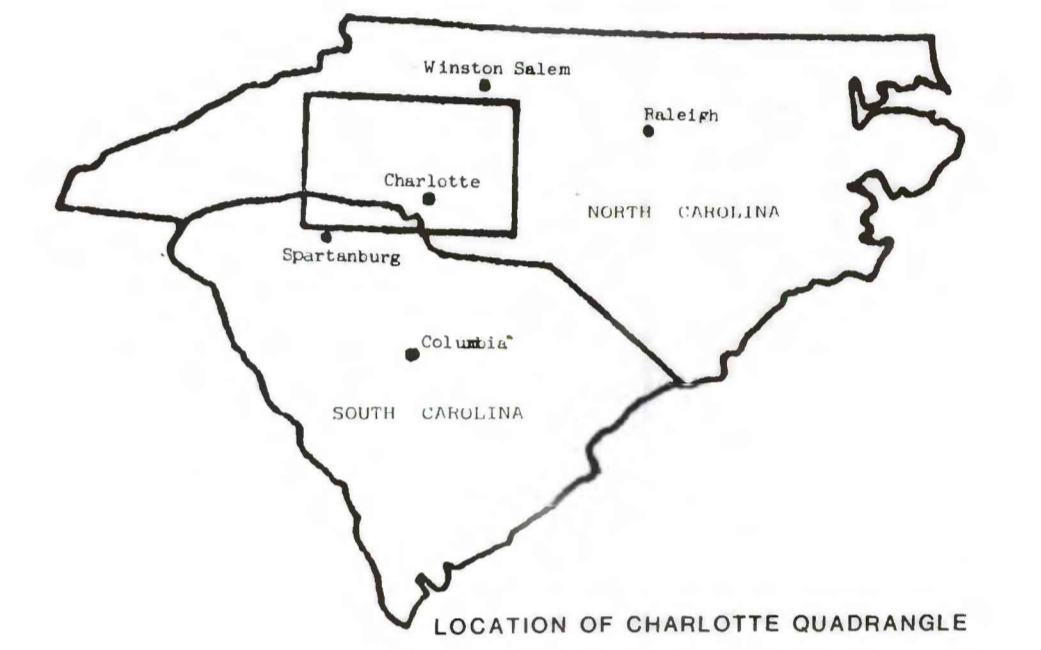 Winston Salem
Raleigh
Charlotte
NORTH CAROLINA
Spartanburg
Columbia
SOUTH CAROLINA
LOCATION OF CHARLOTTE QUADRANGLE